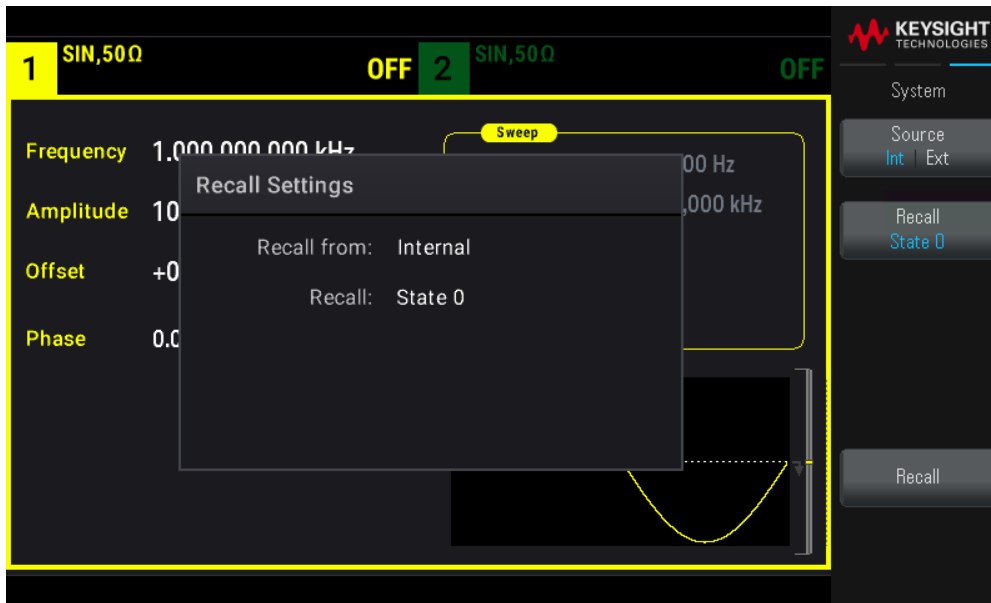 KEYSIGHT
TECHNOLOGIES
1 SIN,50Ω OFF 2 SIN,50Ω OFF
System
Sweep
Frequency 1.000 000 000 kHz 00 Hz
Source
Int | Ext
Recall Settings
Amplitude 10 ,000 kHz
Recall
State 0
Recall from: Internal
Offset +0
Recall: State 0
Phase 0.0
Recall